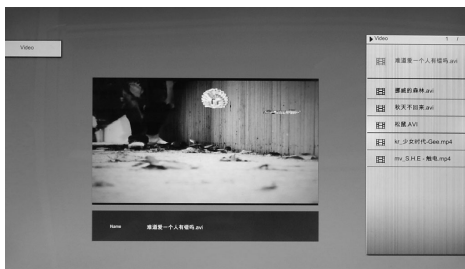 Video
Video
难道爱一个人有错吗.avi
挪威的森林.avi
秋天不回来.avi
松鼠.AVI
kr_少女时代-Gee.mp4
mv_S.H.E - 触电.mp4
Name 难道爱一个人有错吗.avi